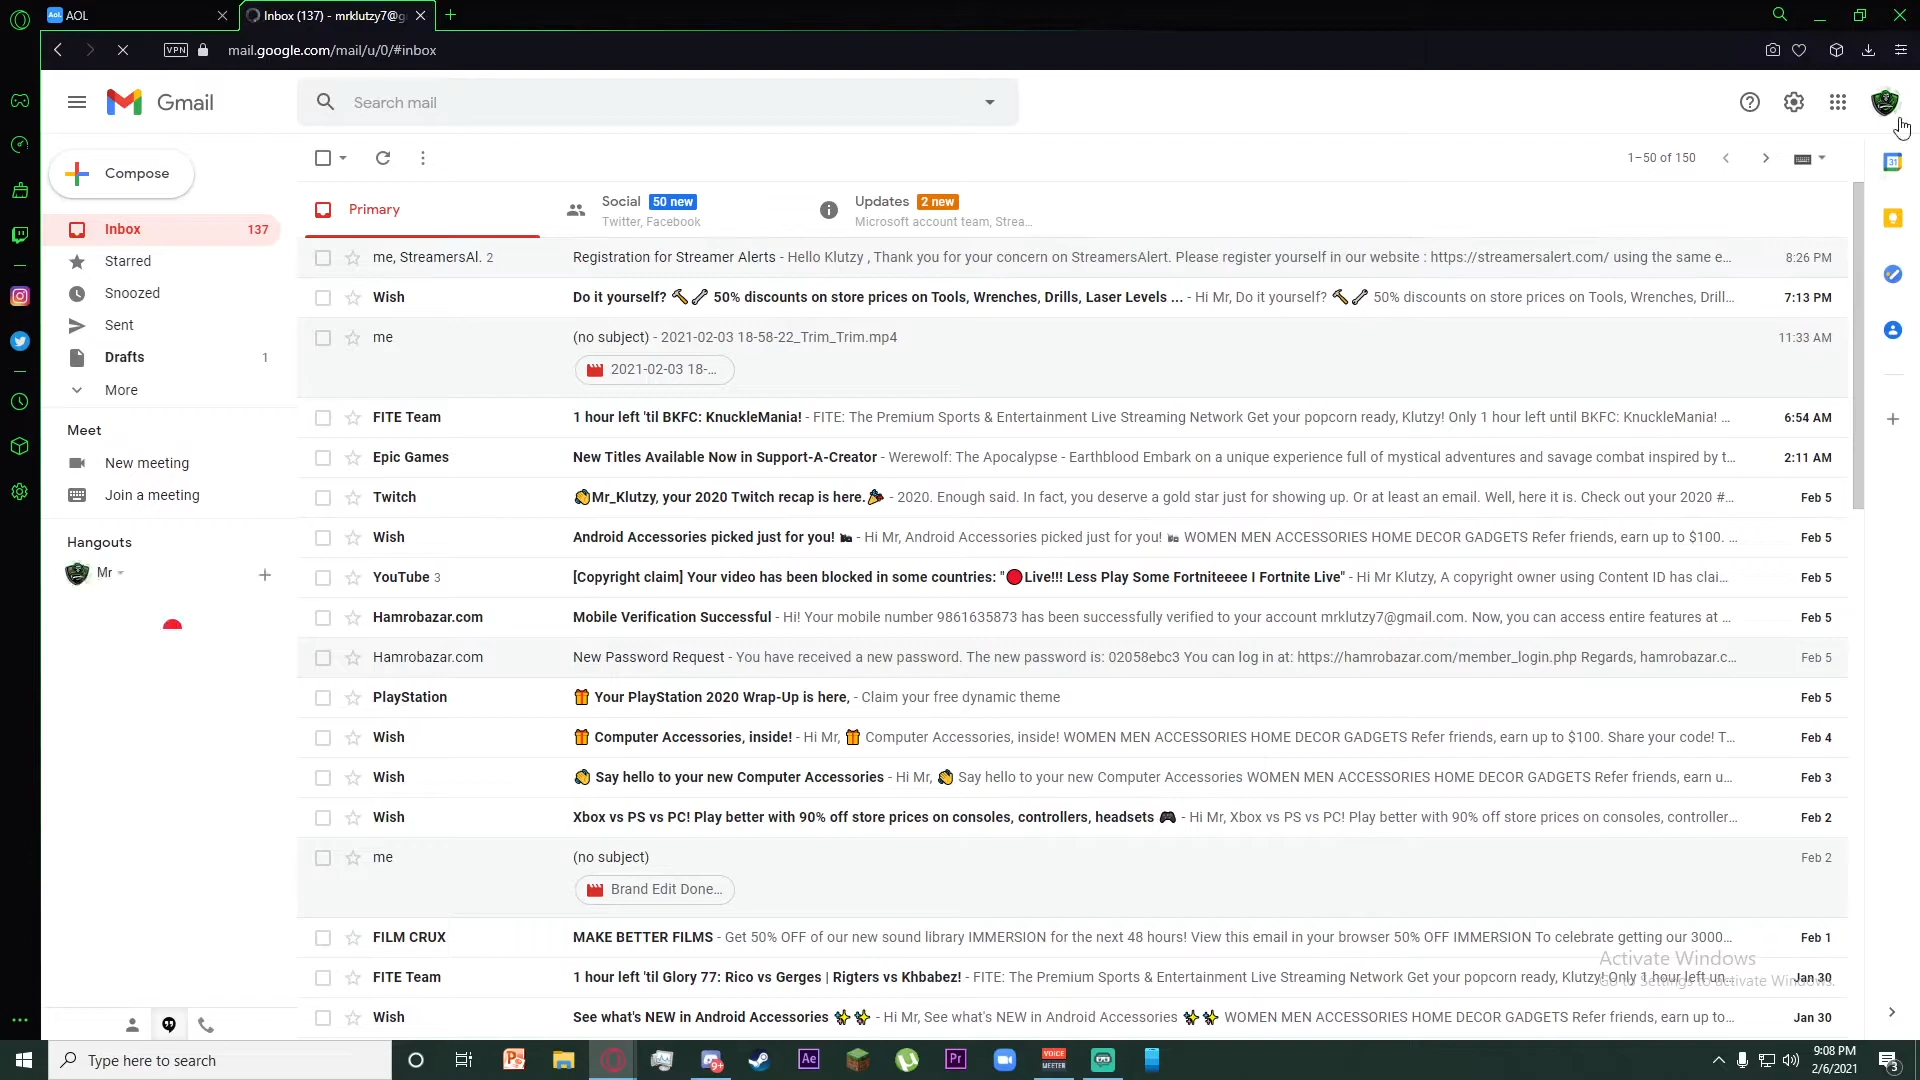 AOL
Inbox (137) - mrklutzy7@g
VPN
mail.google.com/mail/u/0/#inbox
Gmail
Search mail
Compose
1–50 of 150
Primary
Social 50 new
Twitter, Facebook
Updates 2 new
Microsoft account team, Strea...
Inbox 137
Starred
Snoozed
Sent
Drafts 1
More
Meet
New meeting
Join a meeting
Hangouts
Mr
me, StreamersAl. 2 Registration for Streamer Alerts - Hello Klutzy , Thank you for your concern on StreamersAlert. Please register yourself in our website : https://streamersalert.com/ using the same e... 8:26 PM
Wish Do it yourself? 🔨🔧 50% discounts on store prices on Tools, Wrenches, Drills, Laser Levels ... - Hi Mr, Do it yourself? 🔨🔧 50% discounts on store prices on Tools, Wrenches, Drill... 7:13 PM
me (no subject) - 2021-02-03 18-58-22_Trim_Trim.mp4 11:33 AM
2021-02-03 18-...
FITE Team 1 hour left 'til BKFC: KnuckleMania! - FITE: The Premium Sports & Entertainment Live Streaming Network Get your popcorn ready, Klutzy! Only 1 hour left until BKFC: KnuckleMania! ... 6:54 AM
Epic Games New Titles Available Now in Support-A-Creator - Werewolf: The Apocalypse - Earthblood Embark on a unique experience full of mystical adventures and savage combat inspired by t... 2:11 AM
Twitch 👏Mr_Klutzy, your 2020 Twitch recap is here.🎉 - 2020. Enough said. In fact, you deserve a gold star just for showing up. Or at least an email. Well, here it is. Check out your 2020 #... Feb 5
Wish Android Accessories picked just for you! - Hi Mr, Android Accessories picked just for you! WOMEN MEN ACCESSORIES HOME DECOR GADGETS Refer friends, earn up to $100. ... Feb 5
YouTube 3 [Copyright claim] Your video has been blocked in some countries: "🔴Live!!! Less Play Some Fortniteeee I Fortnite Live" - Hi Mr Klutzy, A copyright owner using Content ID has clai... Feb 5
Hamrobazar.com Mobile Verification Successful - Hi! Your mobile number 9861635873 has been successfully verified to your account mrklutzy7@gmail.com. Now, you can access entire features at ... Feb 5
Hamrobazar.com New Password Request - You have received a new password. The new password is: 02058ebc3 You can log in at: https://hamrobazar.com/member_login.php Regards, hamrobazar.c... Feb 5
PlayStation 🎁 Your PlayStation 2020 Wrap-Up is here, - Claim your free dynamic theme Feb 5
Wish 🎁 Computer Accessories, inside! - Hi Mr, 🎁 Computer Accessories, inside! WOMEN MEN ACCESSORIES HOME DECOR GADGETS Refer friends, earn up to $100. Share your code! T... Feb 4
Wish 👏 Say hello to your new Computer Accessories - Hi Mr, 👏 Say hello to your new Computer Accessories WOMEN MEN ACCESSORIES HOME DECOR GADGETS Refer friends, earn u... Feb 3
Wish Xbox vs PS vs PC! Play better with 90% off store prices on consoles, controllers, headsets 🎮 - Hi Mr, Xbox vs PS vs PC! Play better with 90% off store prices on consoles, controller... Feb 2
me (no subject) Feb 2
Brand Edit Done...
FILM CRUX MAKE BETTER FILMS - Get 50% OFF of our new sound library IMMERSION for the next 48 hours! View this email in your browser 50% OFF IMMERSION To celebrate getting our 3000... Feb 1
FITE Team 1 hour left 'til Glory 77: Rico vs Gerges | Rigters vs Khbabez! - FITE: The Premium Sports & Entertainment Live Streaming Network Get your popcorn ready, Klutzy! Only 1 hour left un... Jan 30
Wish See what's NEW in Android Accessories ✨✨ - Hi Mr, See what's NEW in Android Accessories ✨✨ WOMEN MEN ACCESSORIES HOME DECOR GADGETS Refer friends, earn up to... Jan 30
Activate Windows
Go to Settings to activate Windows.
31
Type here to search
9+
Ae
Pr
VOICE
MEETER
9:08 PM
2/6/2021
3